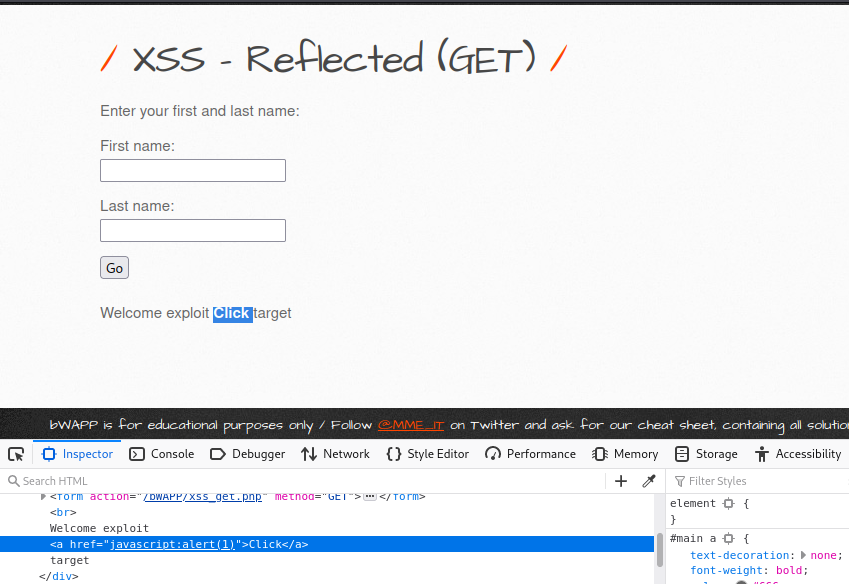 / XSS - Reflected (GET) /
Enter your first and last name:
First name:
Last name:
Go
Welcome exploit Click target
bWAPP is for educational purposes only / Follow @MME_IT on Twitter and ask for our cheat sheet, containing all
Inspector Console Debugger Network Style Editor Performance Memory Storage Accessibility
Search HTML
Filter Styles
<form action="/bWAPP/xss_get.php" method="GET">…</form>
element {
<br>
}
Welcome exploit
<a href="javascript:alert(1)">Click</a>
#main a {
target
text-decoration: none;
</div>
font-weight: bold;